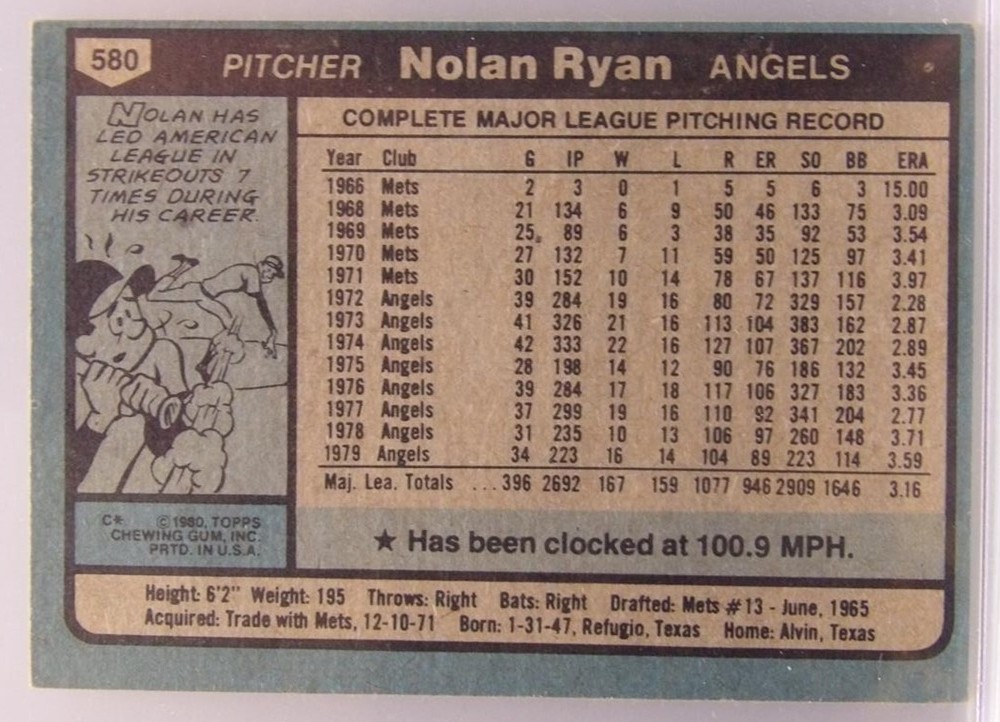 580 PITCHER Nolan Ryan ANGELS
NOLAN HAS
LED AMERICAN
LEAGUE IN
STRIKEOUTS 7
TIMES DURING
HIS CAREER.
C* © 1980, TOPPS
CHEWING GUM, INC.
PRTD. IN U.S.A.
COMPLETE MAJOR LEAGUE PITCHING RECORD
Year Club G IP W L R ER SO BB ERA
1966 Mets 2 3 0 1 5 5 6 3 15.00
1968 Mets 21 134 6 9 50 46 133 75 3.09
1969 Mets 25 89 6 3 38 35 92 53 3.54
1970 Mets 27 132 7 11 59 50 125 97 3.41
1971 Mets 30 152 10 14 78 67 137 116 3.97
1972 Angels 39 284 19 16 80 72 329 157 2.28
1973 Angels 41 326 21 16 113 104 383 162 2.87
1974 Angels 42 333 22 16 127 107 367 202 2.89
1975 Angels 28 198 14 12 90 76 186 132 3.45
1976 Angels 39 284 17 18 117 106 327 183 3.36
1977 Angels 37 299 19 16 110 92 341 204 2.77
1978 Angels 31 235 10 13 106 97 260 148 3.71
1979 Angels 34 223 16 14 104 89 223 114 3.59
Maj. Lea. Totals ...396 2692 167 159 1077 946 2909 1646 3.16
★ Has been clocked at 100.9 MPH.
Height: 6'2" Weight: 195 Throws: Right Bats: Right Drafted: Mets #13 - June, 1965
Acquired: Trade with Mets, 12-10-71 Born: 1-31-47, Refugio, Texas Home: Alvin, Texas